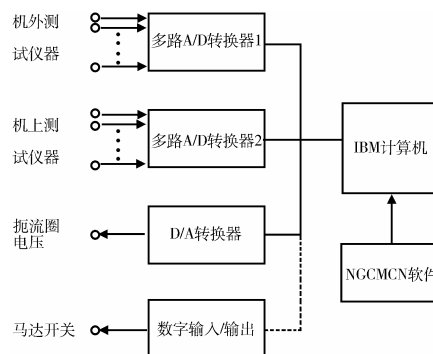 机外测
试仪器
多路A/D转换器1
机上测
试仪器
多路A/D转换器2
IBM计算机
扼流圈
电压
D/A转换器
NGCMCN软件
马达开关
数字输入/输出